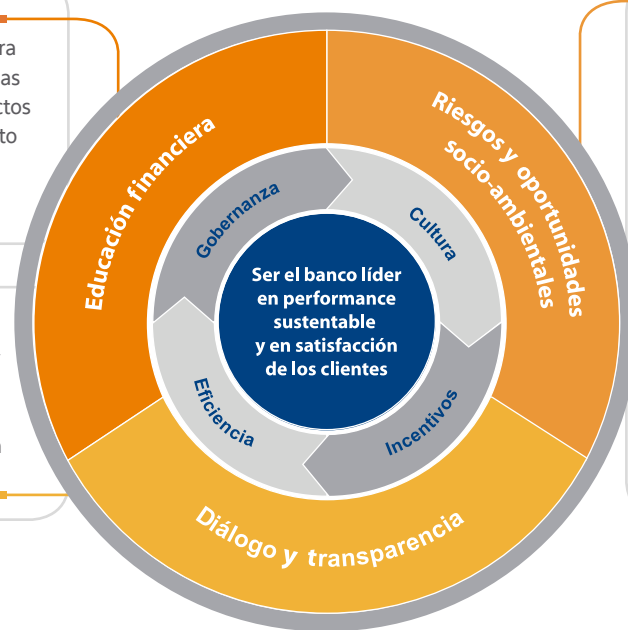 Educación financiera
Riesgos y oportunidades
socio-ambientales
Gobernanza
Cultura
Ser el banco líder
en performance
sustentable
y en satisfacción
de los clientes
Eficiencia
Incentivos
Diálogo y transparencia